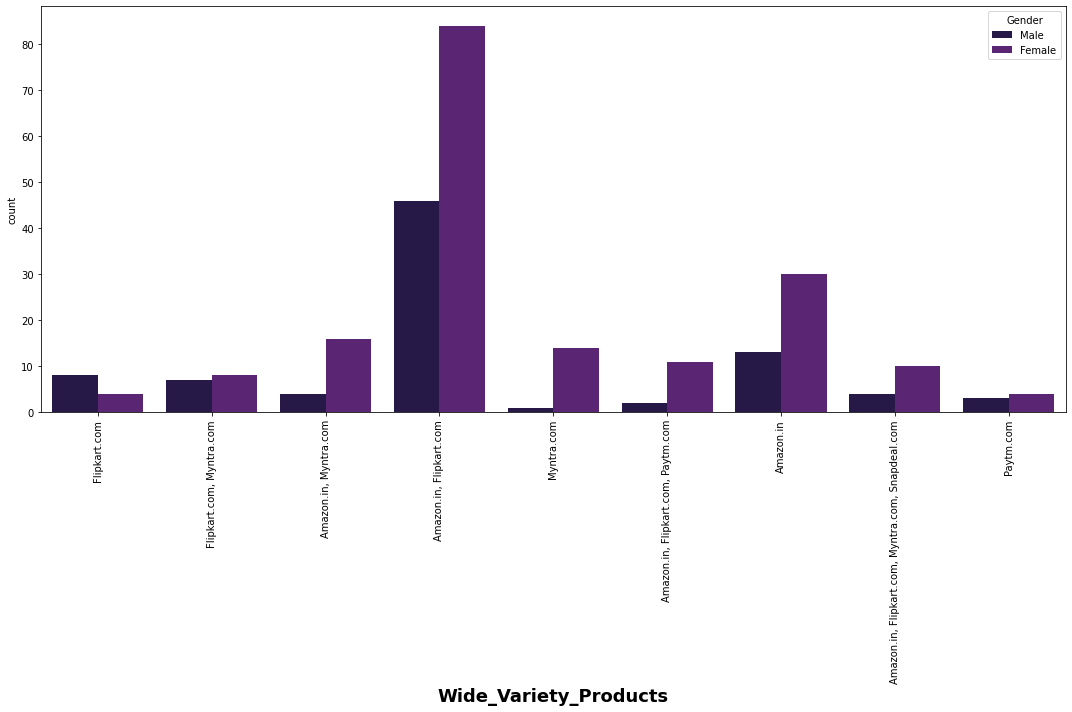 Gender
Male
Female
count
80
70
60
50
40
30
20
10
0
Flipkart.com
Flipkart.com, Myntra.com
Amazon.in, Myntra.com
Amazon.in, Flipkart.com
Myntra.com
Amazon.in, Flipkart.com, Paytm.com
Amazon.in
Amazon.in, Flipkart.com, Myntra.com, Snapdeal.com
Paytm.com
Wide_Variety_Products